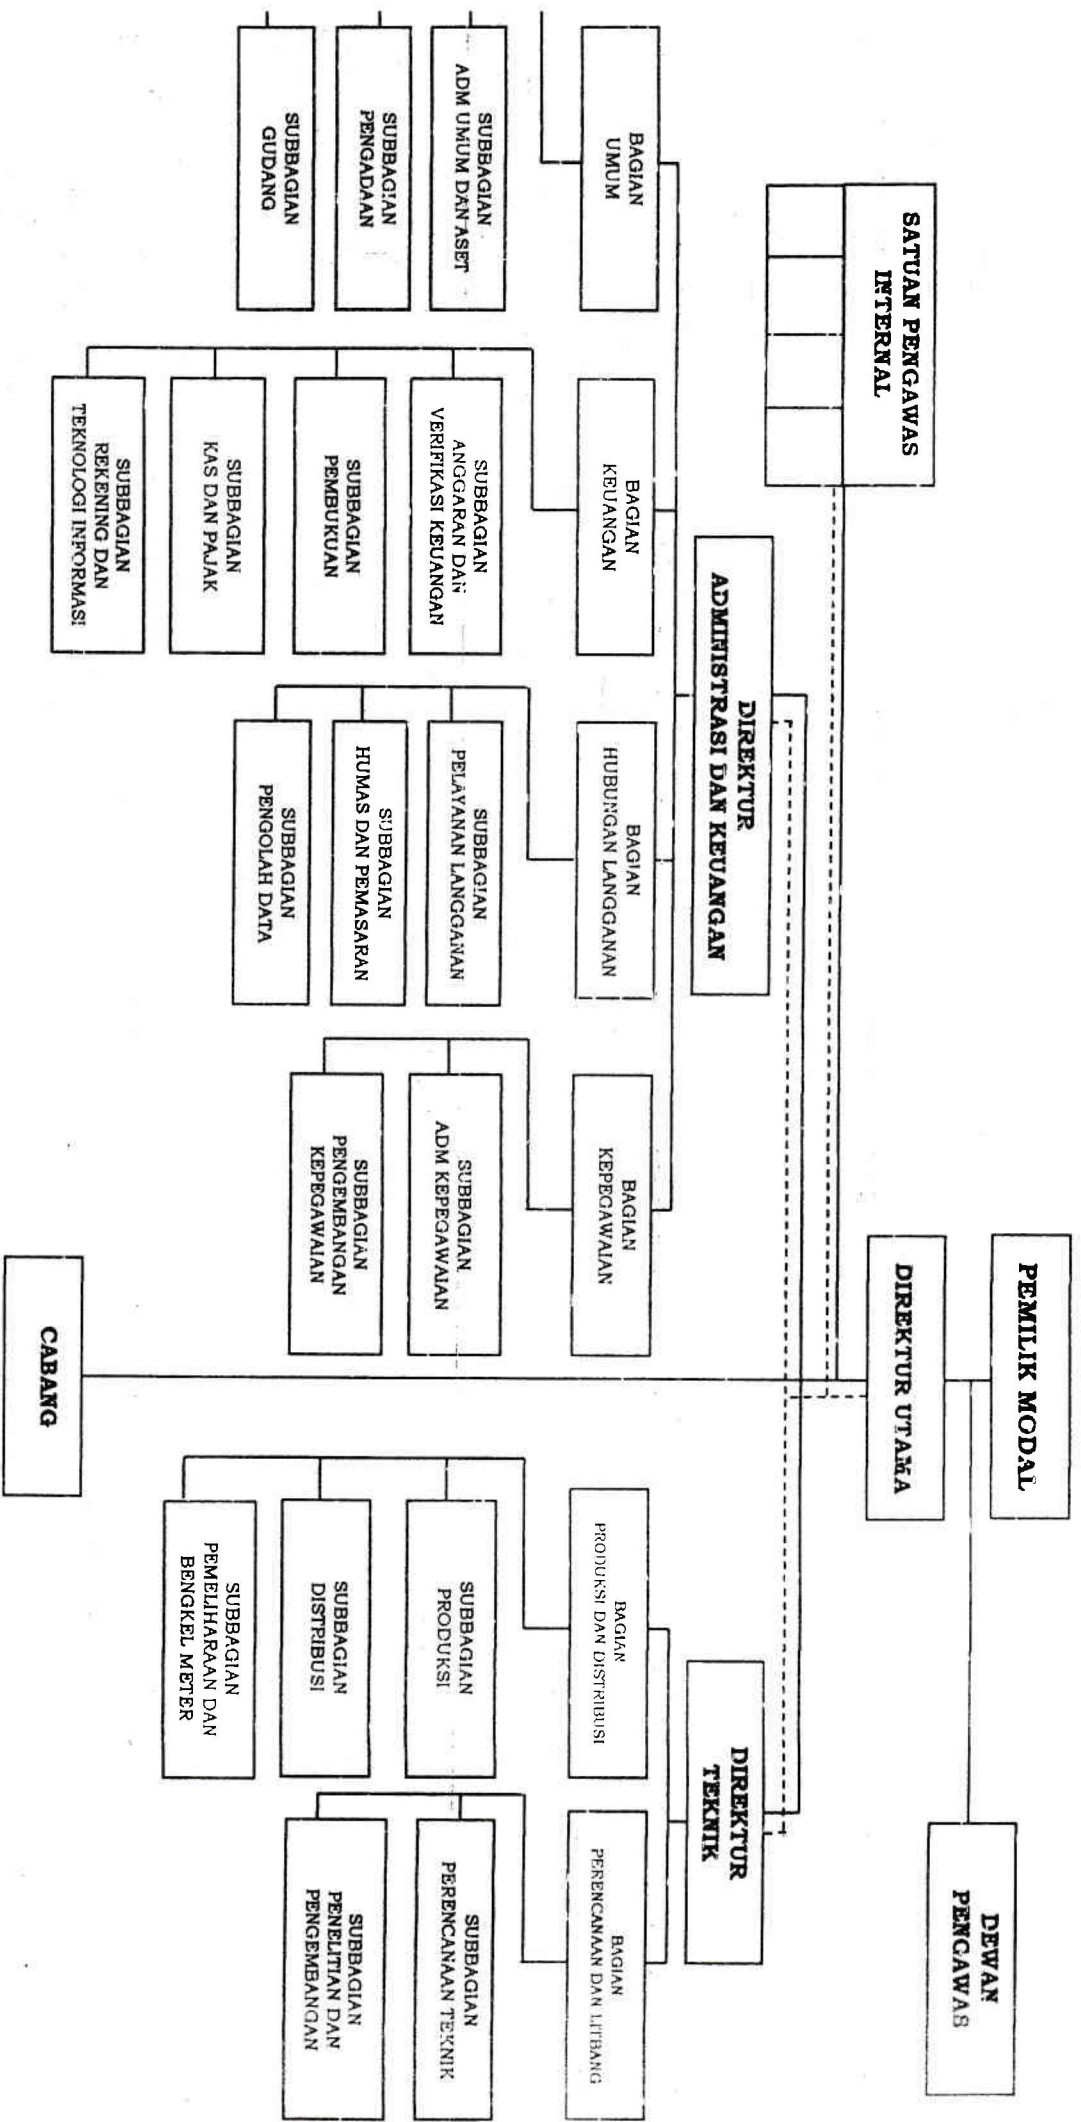 PEMILIK MODAL
DEWAN
PENGAWAS
DIREKTUR UTAMA
SATUAN PENGAWAS
INTERNAL
DIREKTUR
ADMINISTRASI DAN KEUANGAN
DIREKTUR
TEKNIK
BAGIAN
UMUM
BAGIAN
KEUANGAN
BAGIAN
HUBUNGAN LANGGANAN
BAGIAN
KEPEGAWAIAN
BAGIAN
PRODUKSI DAN DISTRIBUSI
BAGIAN
PERENCANAAN DAN LITBANG
SUBBAGIAN
ADM UMUM DAN ASET
SUBBAGIAN
PENGADAAN
SUBBAGIAN
GUDANG
SUBBAGIAN
ANGGARAN DAN
VERIFIKASI KEUANGAN
SUBBAGIAN
PEMBUKUAN
SUBBAGIAN
KAS DAN PAJAK
SUBBAGIAN
REKENING DAN
TEKNOLOGI INFORMASI
SUBBAGIAN
PELAYANAN LANGGANAN
SUBBAGIAN
HUMAS DAN PEMASARAN
SUBBAGIAN
PENGOLAH DATA
SUBBAGIAN
ADM KEPEGAWAIAN
SUBBAGIAN
PENGEMBANGAN
KEPEGAWAIAN
SUBBAGIAN
PRODUKSI
SUBBAGIAN
DISTRIBUSI
SUBBAGIAN
PEMELIHARAAN DAN
BENGKEL METER
SUBBAGIAN
PERENCANAAN TEKNIK
SUBBAGIAN
PENELITIAN DAN
PENGEMBANGAN
CABANG